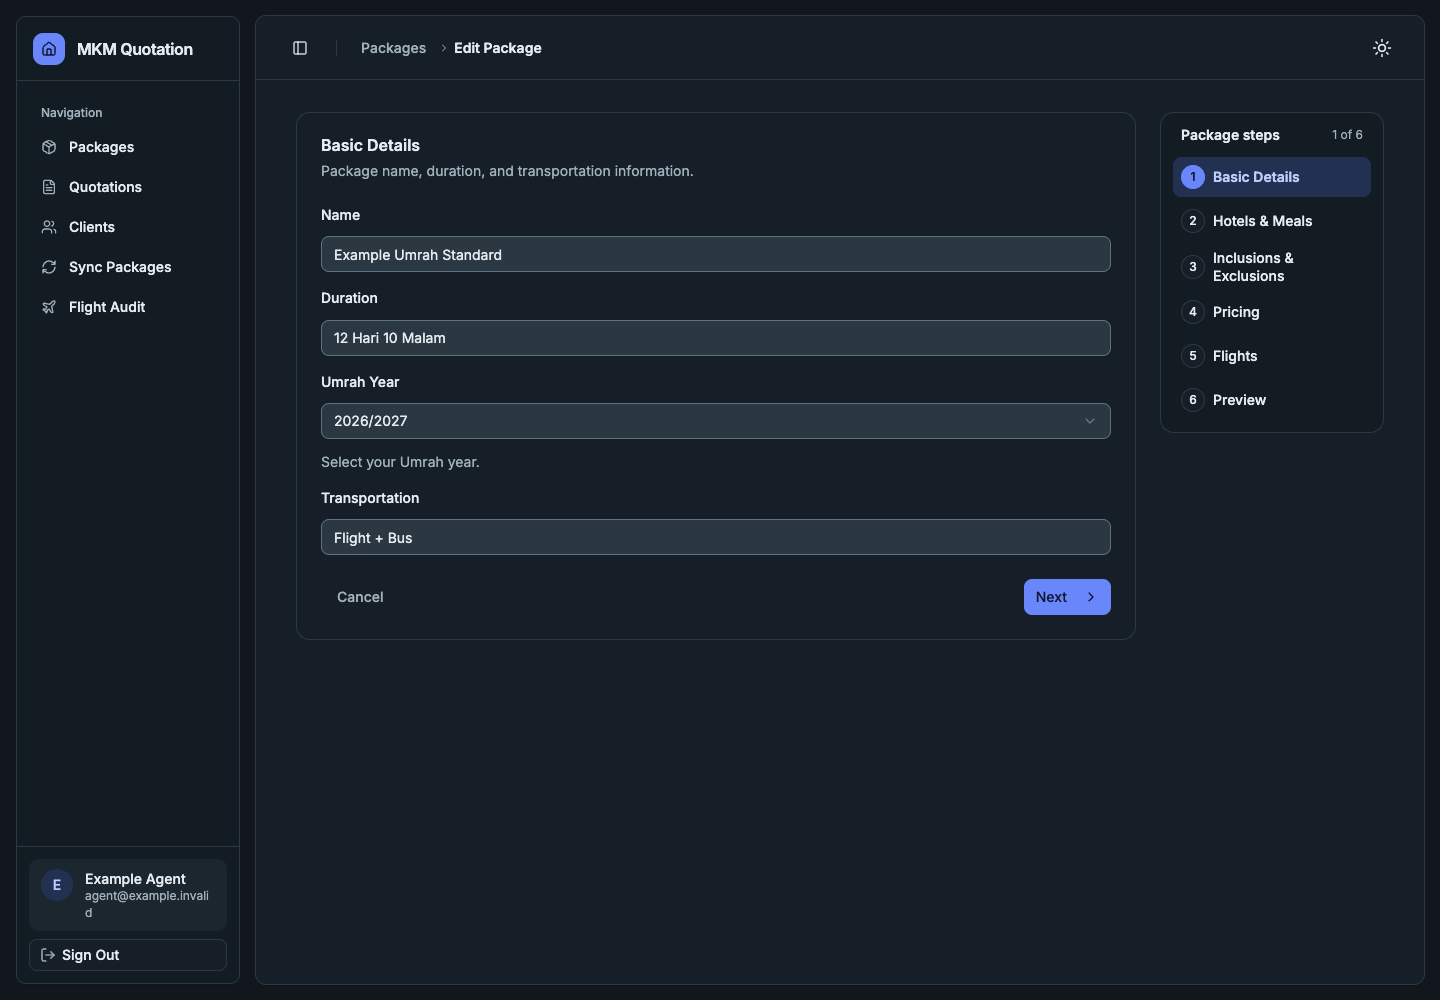 MKM Quotation
Navigation
Packages
Quotations
Clients
Sync Packages
Flight Audit
Example Agent
agent@example.invali
d
E
Sign Out
Packages
Edit Package
Basic Details
Package name, duration, and transportation information.
Name
Example Umrah Standard
Duration
12 Hari 10 Malam
Umrah Year
2026/2027
Select your Umrah year.
Transportation
Flight + Bus
Cancel
Next
Package steps
1 of 6
1 Basic Details
2 Hotels & Meals
3 Inclusions &
Exclusions
4 Pricing
5 Flights
6 Preview